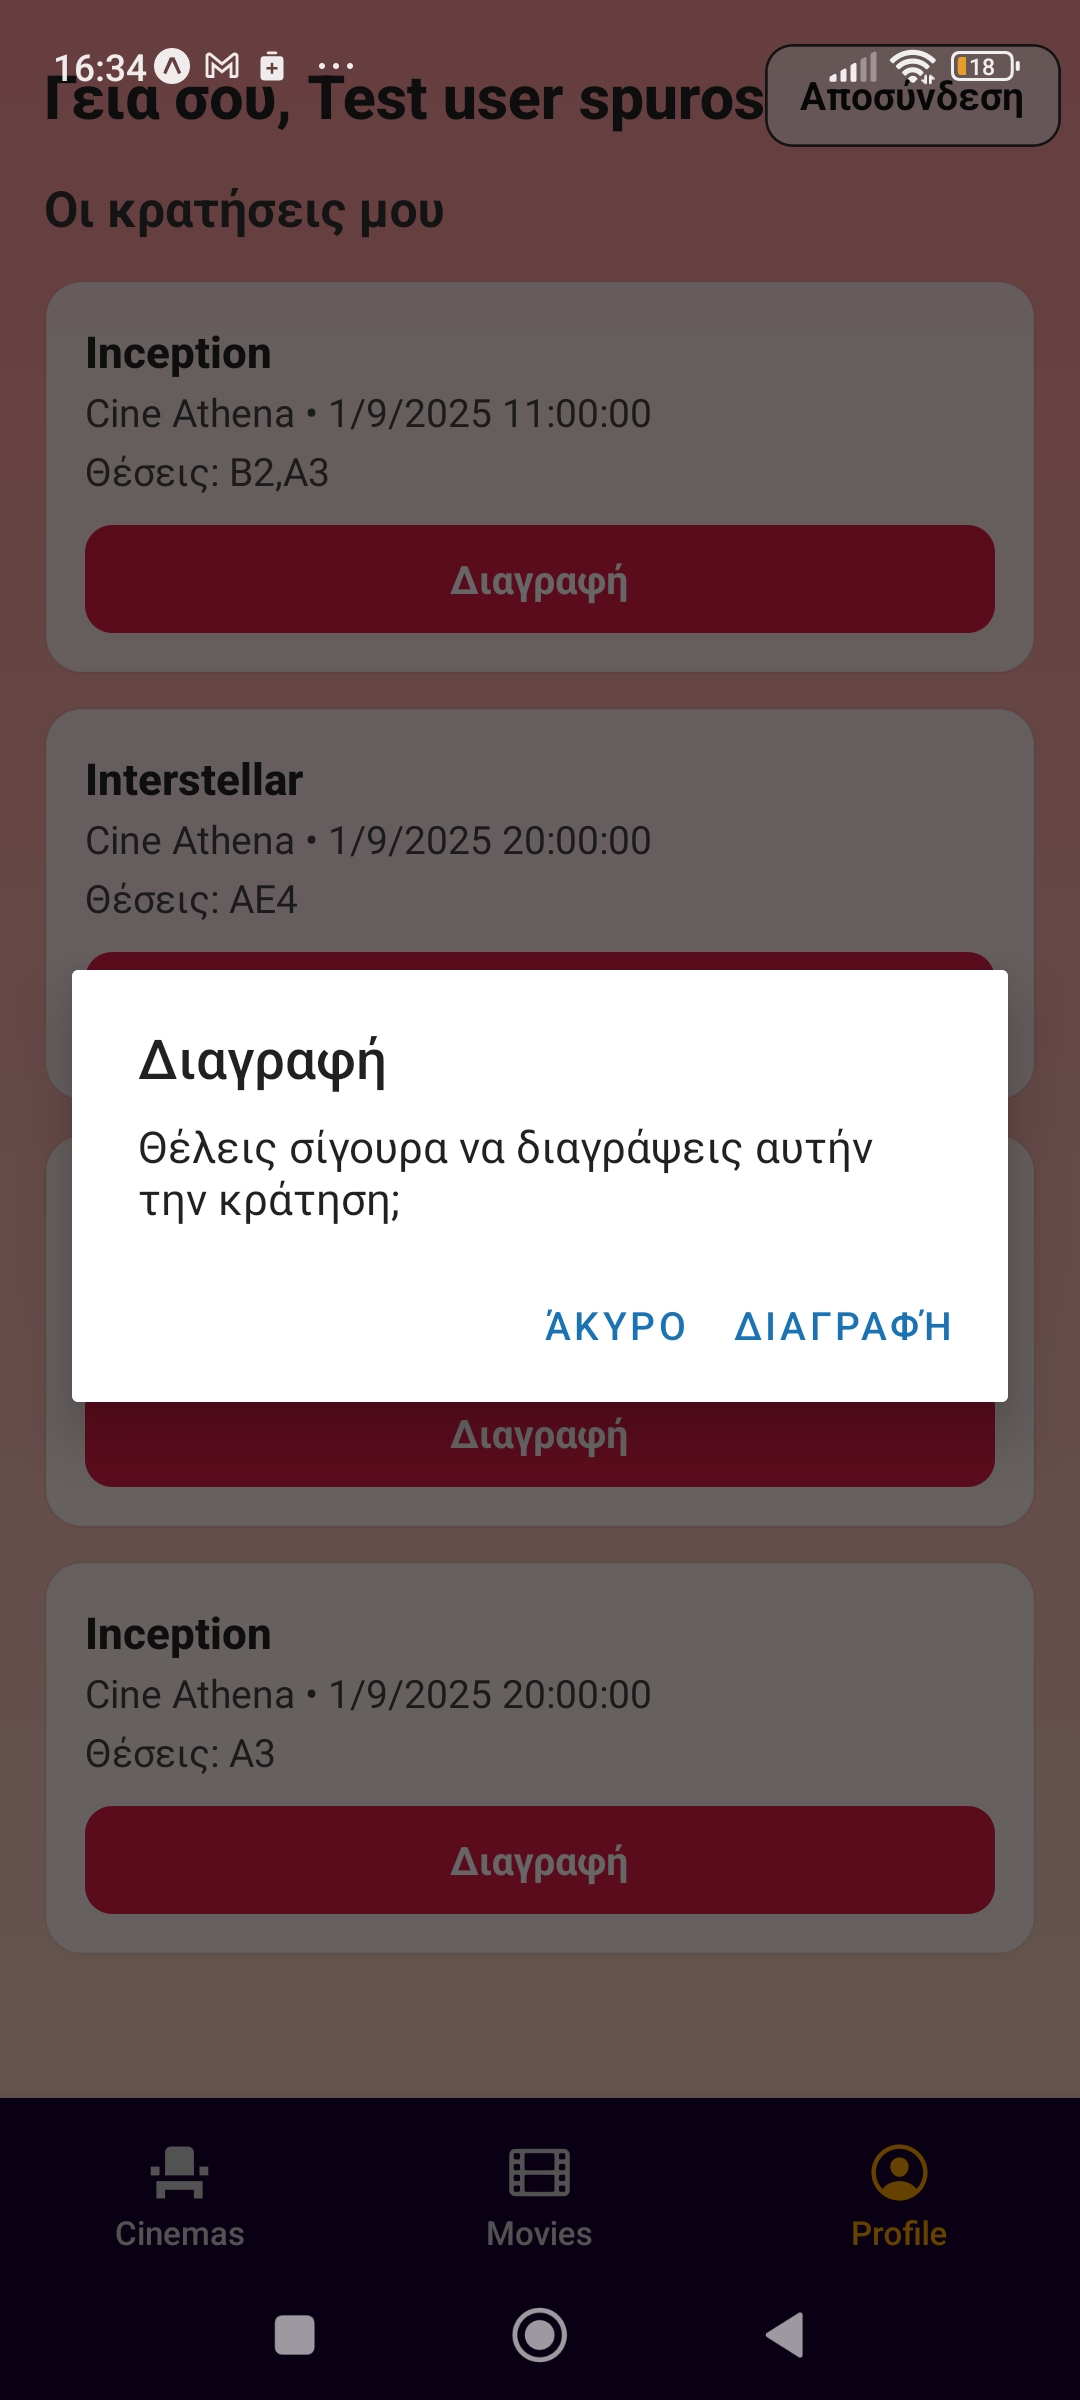 16:34
18
Γεια σου, Test user spuros
Αποσύνδεση
Οι κρατήσεις μου
Inception
Cine Athena • 1/9/2025 11:00:00
Θέσεις: B2,A3
Διαγραφή
Interstellar
Cine Athena • 1/9/2025 20:00:00
Θέσεις: AE4
Διαγραφή
Θέλεις σίγουρα να διαγράψεις αυτήν
την κράτηση;
ΆΚΥΡΟ ΔΙΑΓΡΑΦΉ
Διαγραφή
Inception
Cine Athena • 1/9/2025 20:00:00
Θέσεις: A3
Διαγραφή
Cinemas Movies Profile